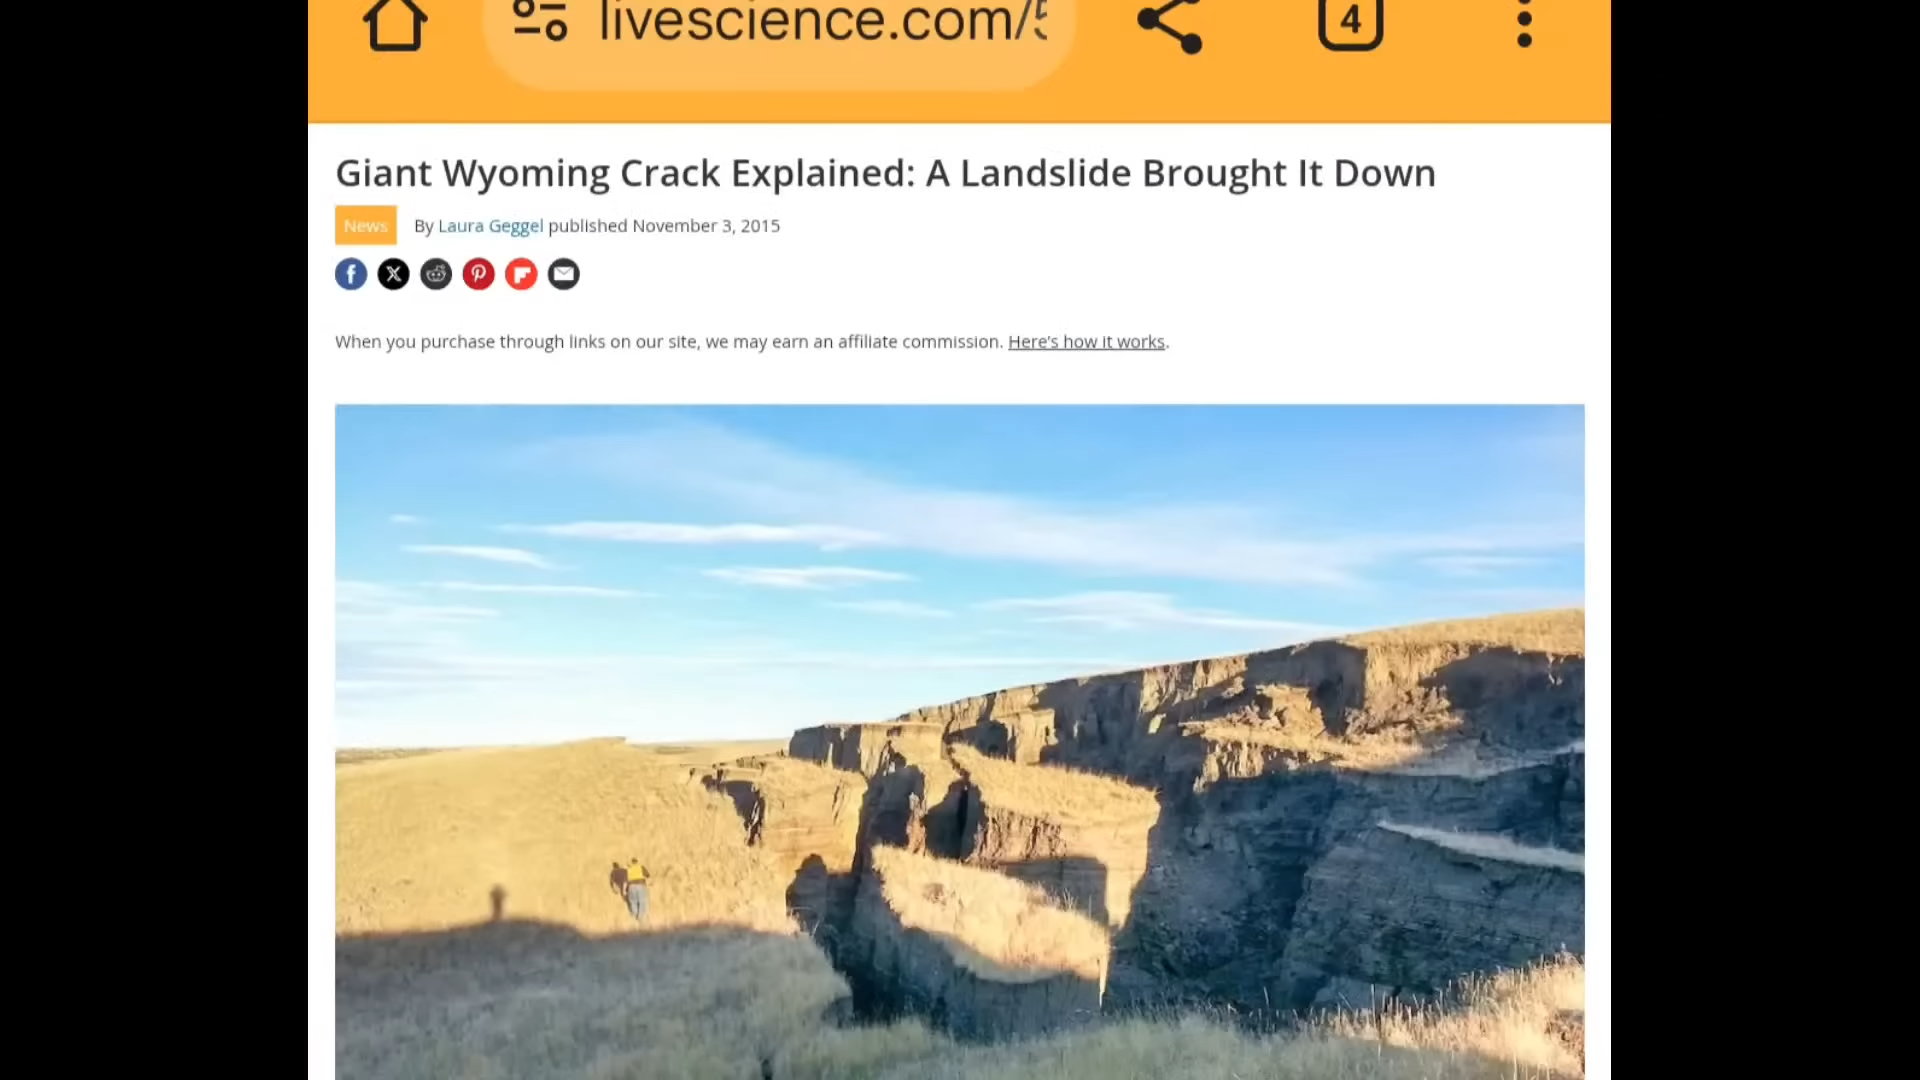 livescience.com/5
4
Giant Wyoming Crack Explained: A Landslide Brought It Down
News
By Laura Geggel published November 3, 2015
When you purchase through links on our site, we may earn an affiliate commission. Here's how it works.